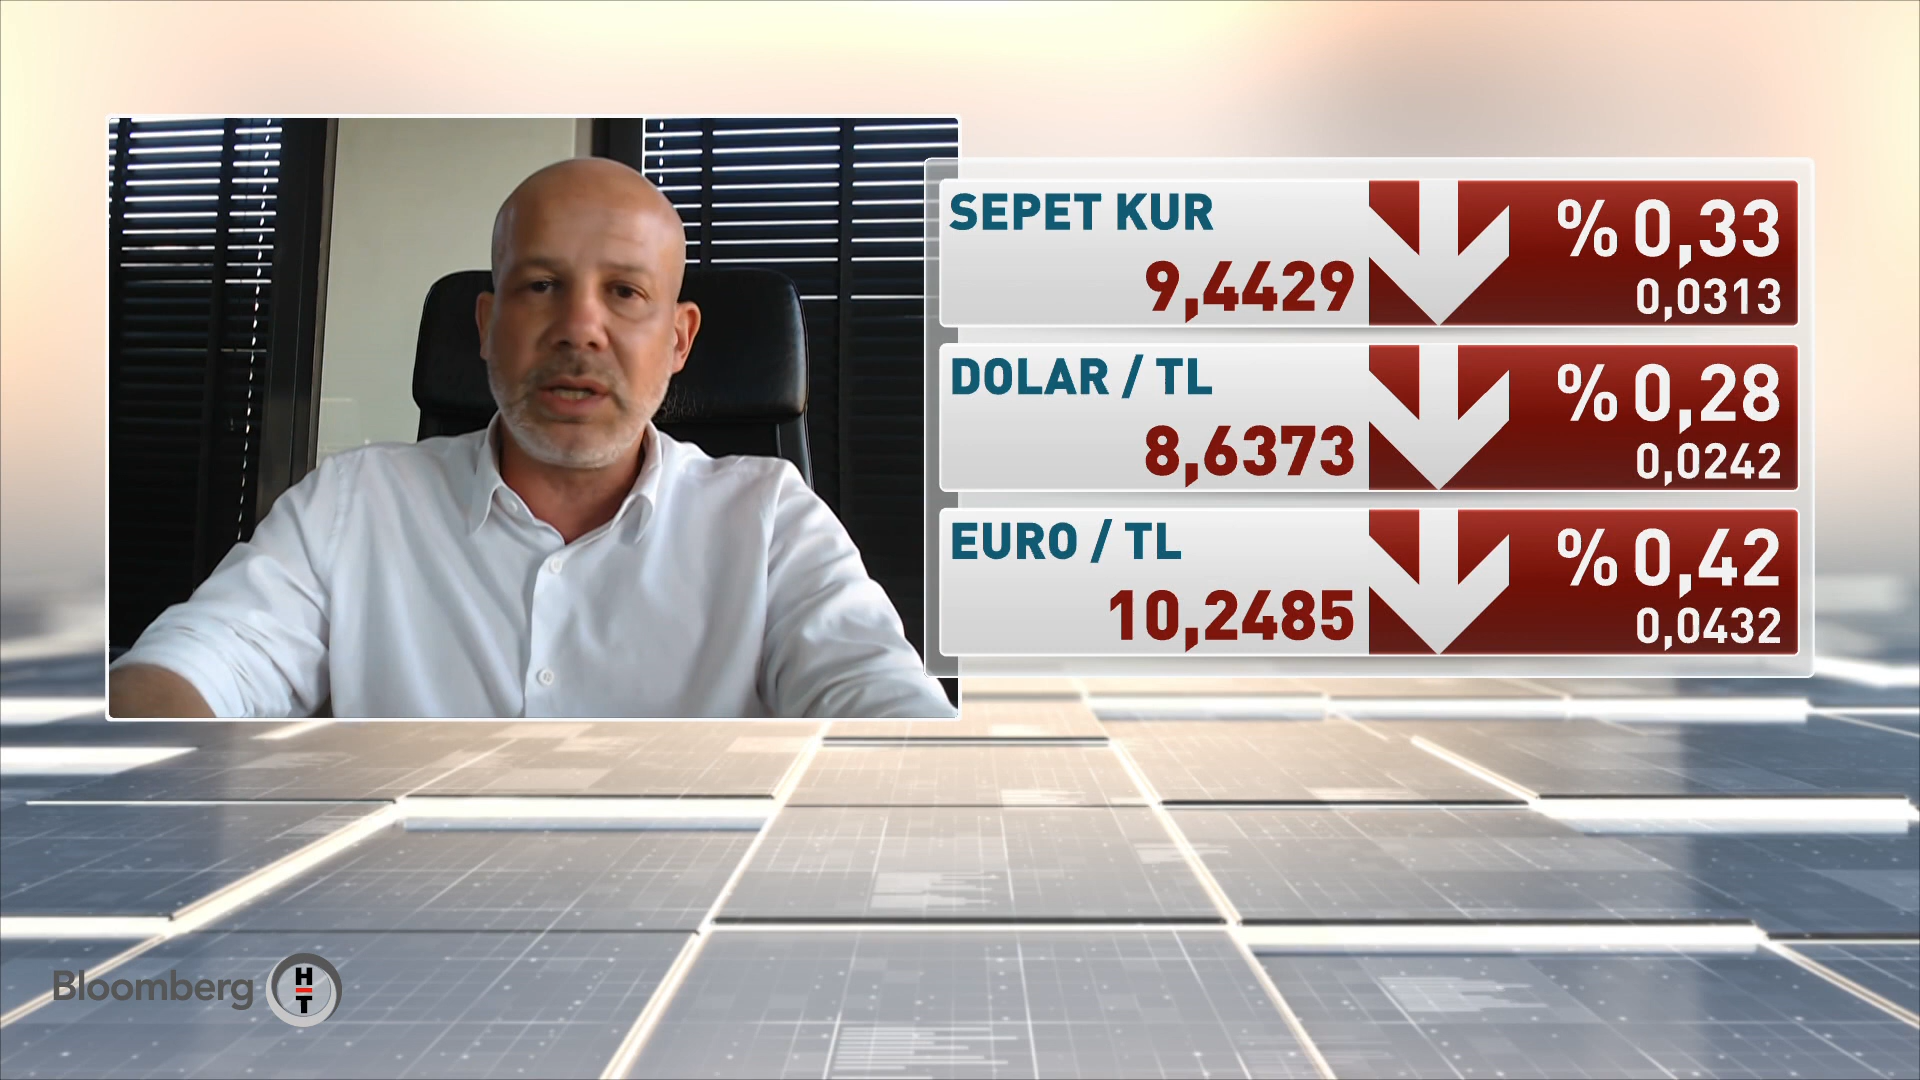 SEPET KUR
9,4429
% 0,33
0,0313
DOLAR / TL
8,6373
% 0,28
0,0242
EURO / TL
10,2485
% 0,42
0,0432
Bloomberg HT